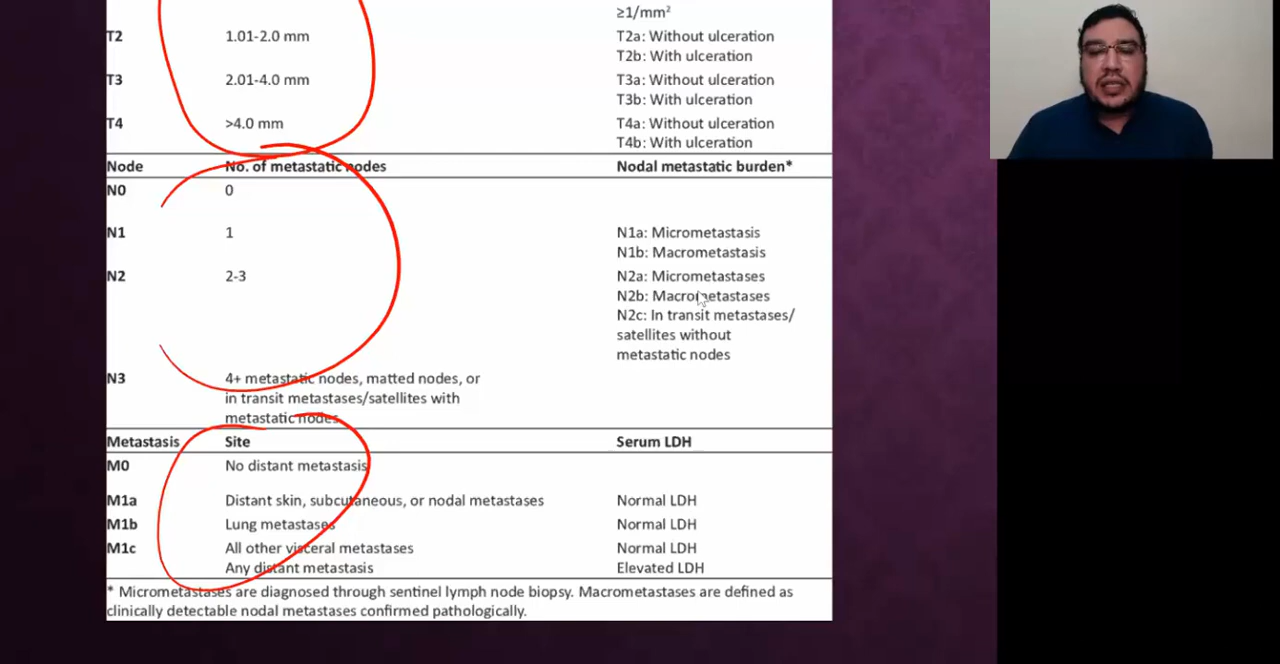 ≥1/mm²
T2 1.01-2.0 mm T2a: Without ulceration
T2b: With ulceration
T3 2.01-4.0 mm T3a: Without ulceration
T3b: With ulceration
T4 >4.0 mm T4a: Without ulceration
T4b: With ulceration
Node No. of metastatic nodes Nodal metastatic burden*
N0 0
N1 1 N1a: Micrometastasis
N1b: Macrometastasis
N2 2-3 N2a: Micrometastases
N2b: Macrometastases
N2c: In transit metastases/
satellites without
metastatic nodes
N3 4+ metastatic nodes, matted nodes, or
in transit metastases/satellites with
metastatic nodes
Metastasis Site Serum LDH
M0 No distant metastasis
M1a Distant skin, subcutaneous, or nodal metastases Normal LDH
M1b Lung metastases Normal LDH
M1c All other visceral metastases Normal LDH
Any distant metastasis Elevated LDH
* Micrometastases are diagnosed through sentinel lymph node biopsy. Macrometastases are defined as
clinically detectable nodal metastases confirmed pathologically.